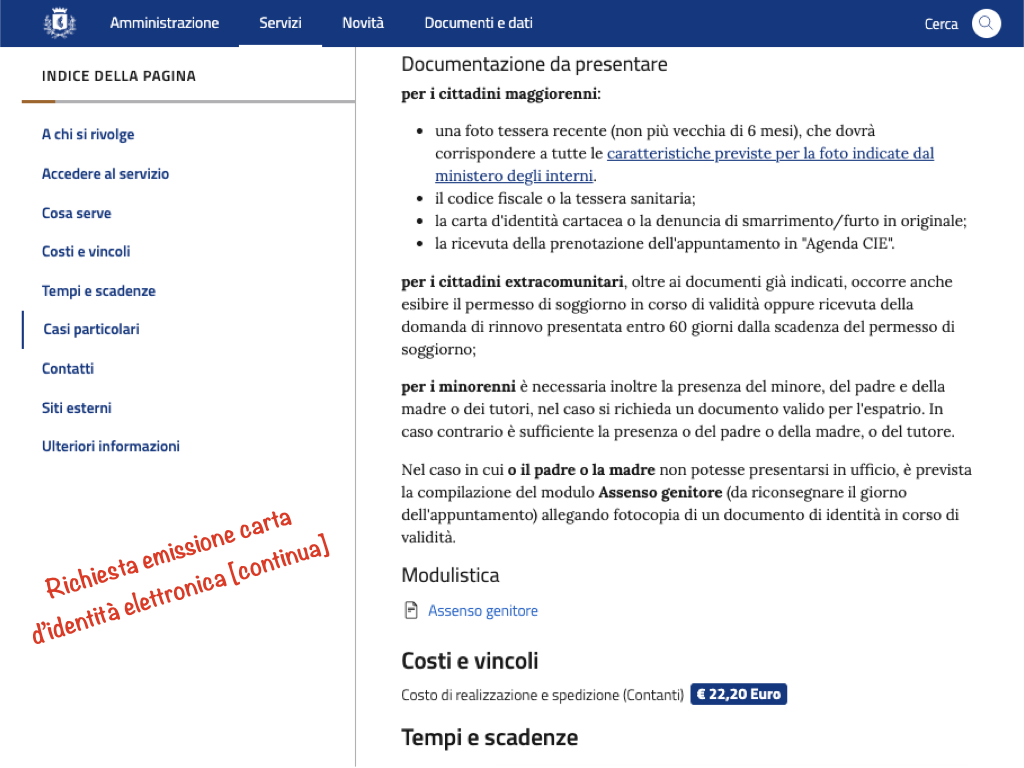 Amministrazione Servizi Novità Documenti e dati Cerca
INDICE DELLA PAGINA
A chi si rivolge
Accedere al servizio
Cosa serve
Costi e vincoli
Tempi e scadenze
Casi particolari
Contatti
Siti esterni
Ulteriori informazioni
Richiesta emissione carta
d'identità elettronica [continua]
Documentazione da presentare
per i cittadini maggiorenni:
• una foto tessera recente (non più vecchia di 6 mesi), che dovrà
corrispondere a tutte le caratteristiche previste per la foto indicate dal
ministero degli interni.
• il codice fiscale o la tessera sanitaria;
• la carta d'identità cartacea o la denuncia di smarrimento/furto in originale;
• la ricevuta della prenotazione dell'appuntamento in "Agenda CIE".
per i cittadini extracomunitari, oltre ai documenti già indicati, occorre anche
esibire il permesso di soggiorno in corso di validità oppure ricevuta della
domanda di rinnovo presentata entro 60 giorni dalla scadenza del permesso di
soggiorno;
per i minorenni è necessaria inoltre la presenza del minore, del padre e della
madre o dei tutori, nel caso si richieda un documento valido per l'espatrio. In
caso contrario è sufficiente la presenza o del padre o della madre, o del tutore.
Nel caso in cui o il padre o la madre non potesse presentarsi in ufficio, è prevista
la compilazione del modulo Assenso genitore (da riconsegnare il giorno
dell'appuntamento) allegando fotocopia di un documento di identità in corso di
validità.
Modulistica
Assenso genitore
Costi e vincoli
Costo di realizzazione e spedizione (Contanti) € 22,20 Euro
Tempi e scadenze